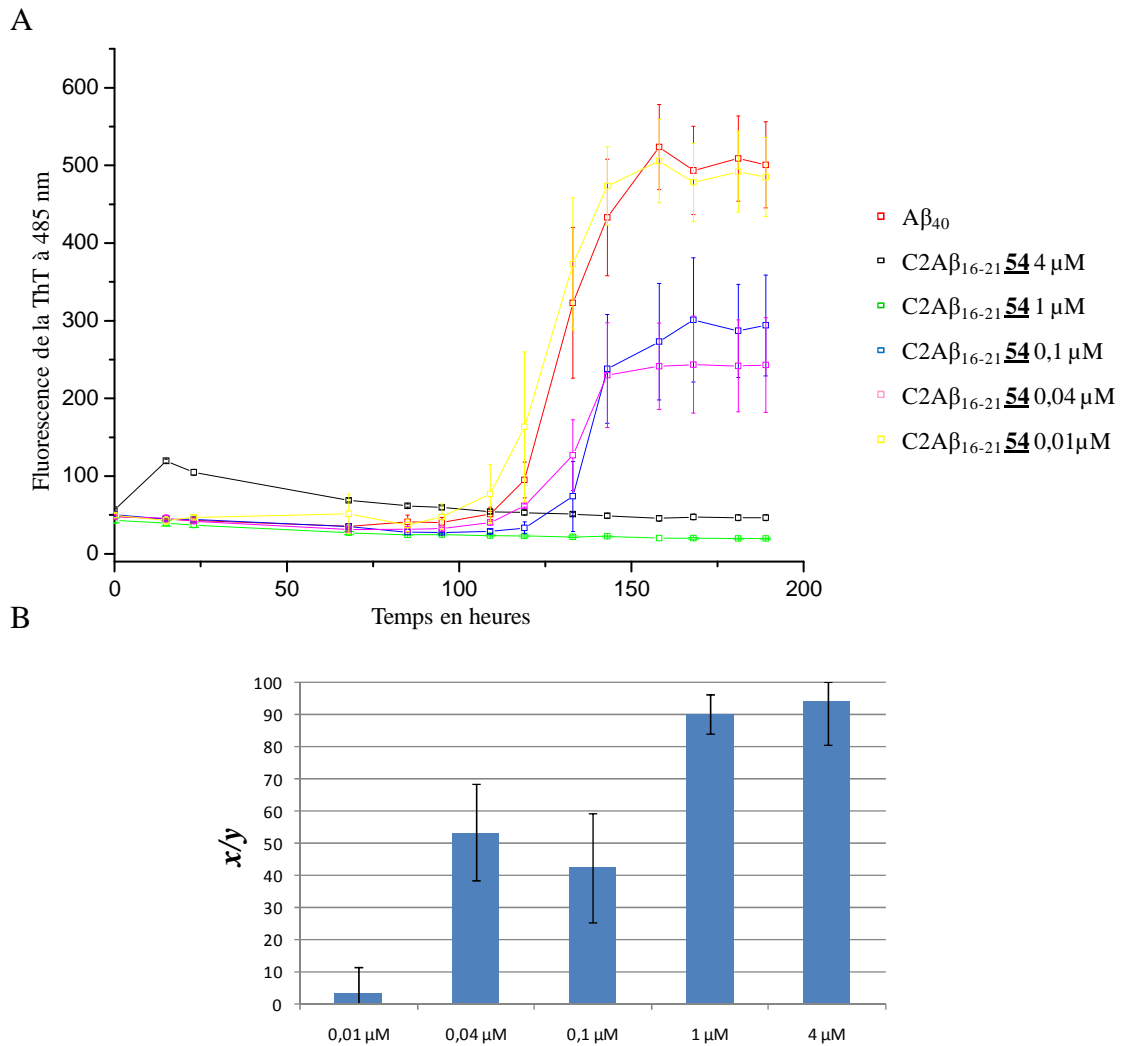 A
Fluorescence de la ThT à 485 nm
600
500
400
300
200
100
0
0
50
100
150
200
Temps en heures
Aβ40
C2Aβ16-21 54 4 µM
C2Aβ16-21 54 1 µM
C2Aβ16-21 54 0,1 µM
C2Aβ16-21 54 0,04 µM
C2Aβ16-21 54 0,01µM
B
x/y
100
90
80
70
60
50
40
30
20
10
0
0,01 µM
0,04 µM
0,1 µM
1 µM
4 µM